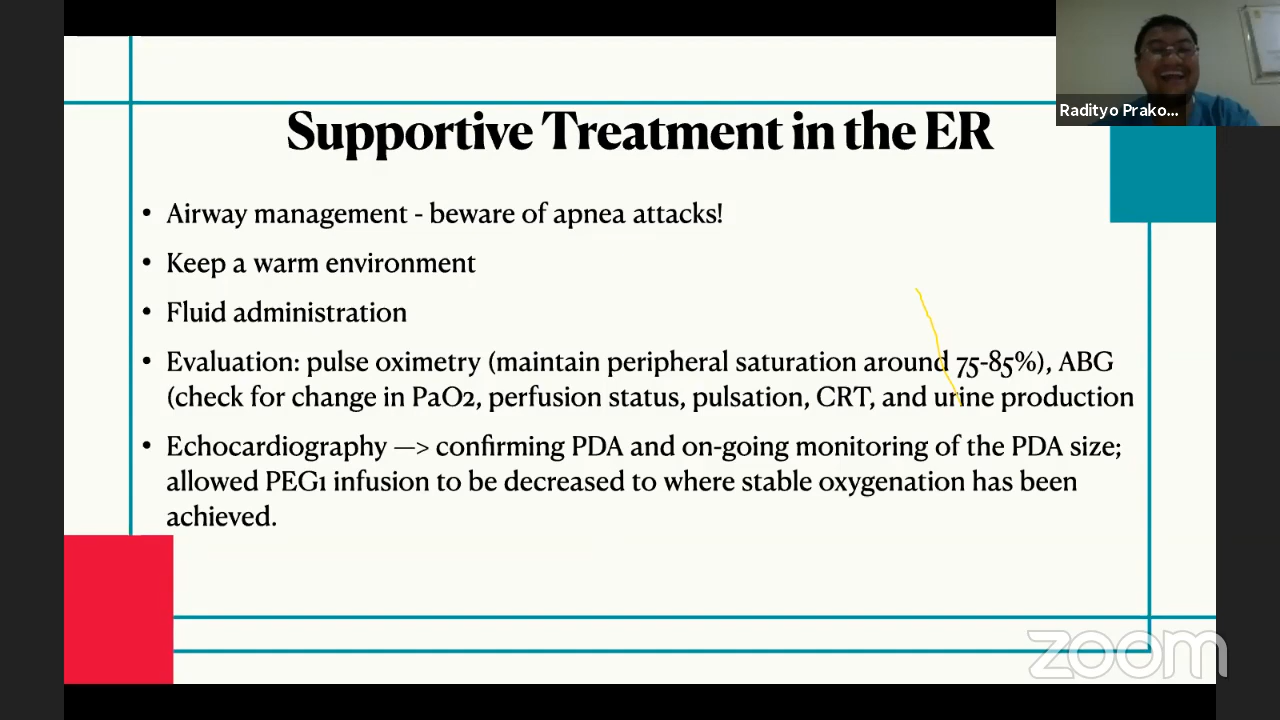 Radityo Prako...
Supportive Treatment in the ER
• Airway management - beware of apnea attacks!
• Keep a warm environment
• Fluid administration
• Evaluation: pulse oximetry (maintain peripheral saturation around 75-85%), ABG
(check for change in PaO2, perfusion status, pulsation, CRT, and urine production
• Echocardiography —> confirming PDA and on-going monitoring of the PDA size;
allowed PEG1 infusion to be decreased to where stable oxygenation has been
achieved.
zoom